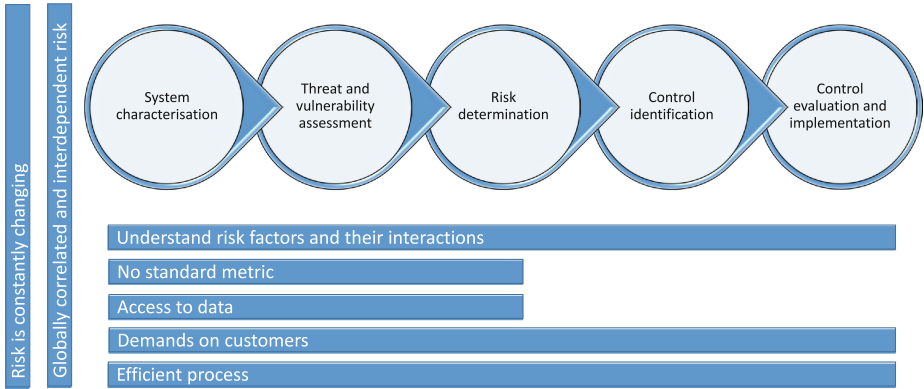 Risk is constantly changing
Globally correlated and interdependent risk
System
characterisation
Threat and
vulnerability
assessment
Risk
determination
Control
identification
Control
evaluation and
implementation
Understand risk factors and their interactions
No standard metric
Access to data
Demands on customers
Efficient process